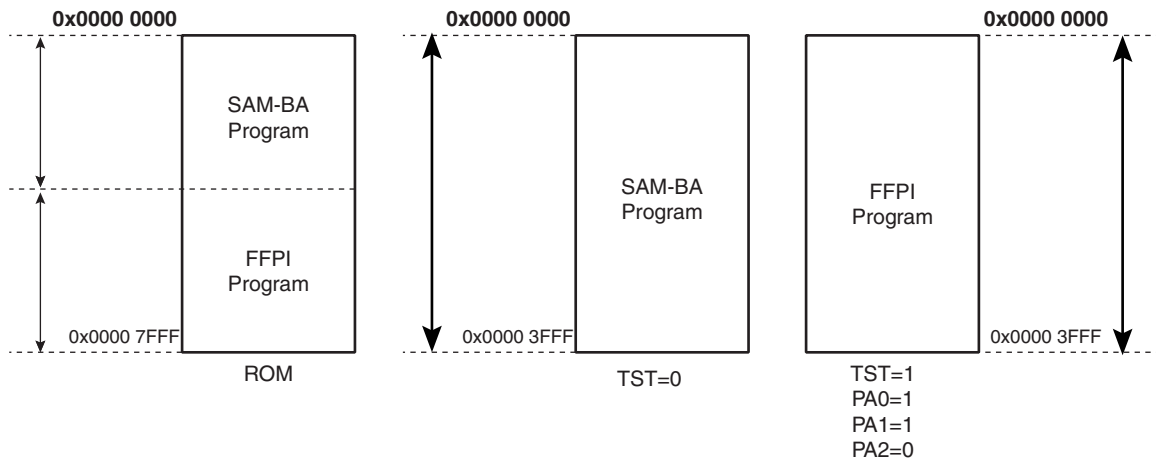 0x0000 0000
SAM-BA
Program
FFPI
Program
0x0000 7FFF
ROM
0x0000 0000
SAM-BA
Program
0x0000 3FFF
TST=0
0x0000 0000
FFPI
Program
0x0000 3FFF
TST=1
PA0=1
PA1=1
PA2=0